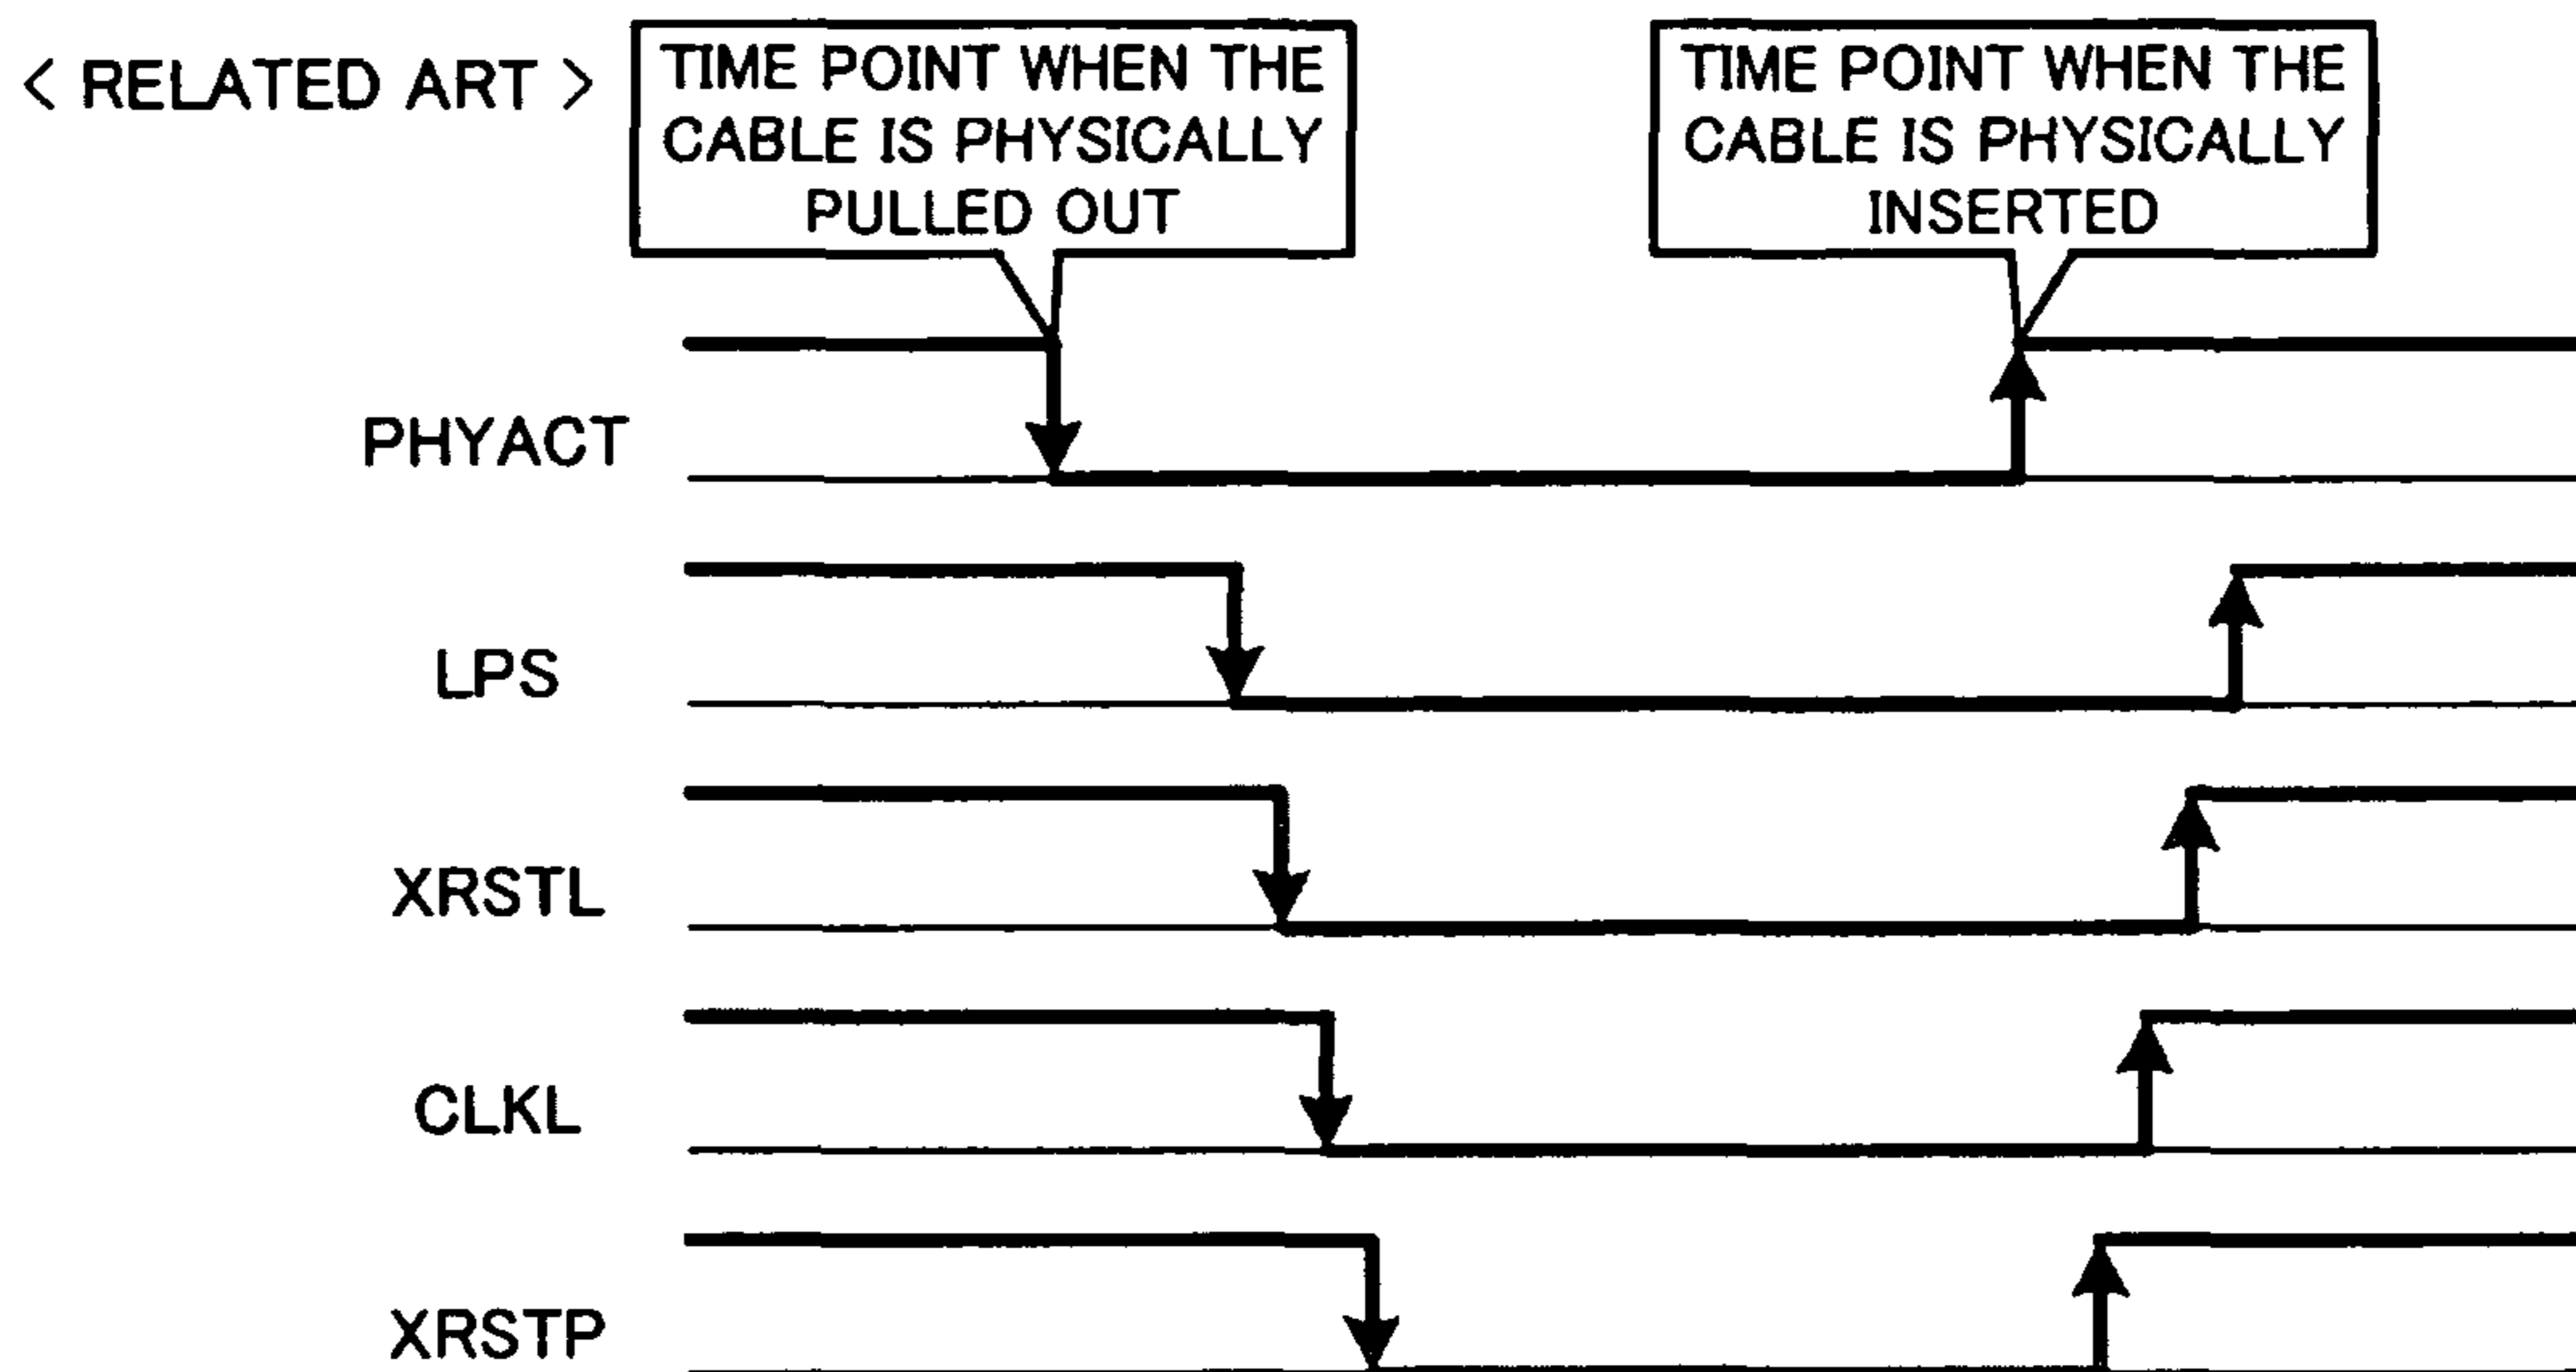 < RELATED ART >
TIME POINT WHEN THE
CABLE IS PHYSICALLY
PULLED OUT
TIME POINT WHEN THE
CABLE IS PHYSICALLY
INSERTED
PHYACT
LPS
XRSTL
CLKL
XRSTP